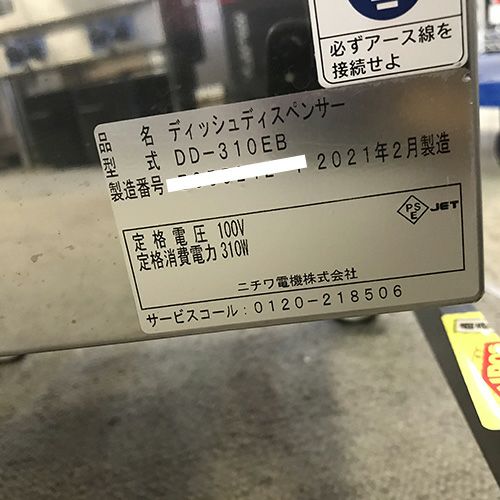 必ずアース線を
接続せよ
品名 ディッシュディスペンサー
型式 DD-310EB
製造番号 2021年2月製造
定格電圧 100V
定格消費電力 310W
PSE JET
ニチワ電機株式会社
サービスコール:0120-218506